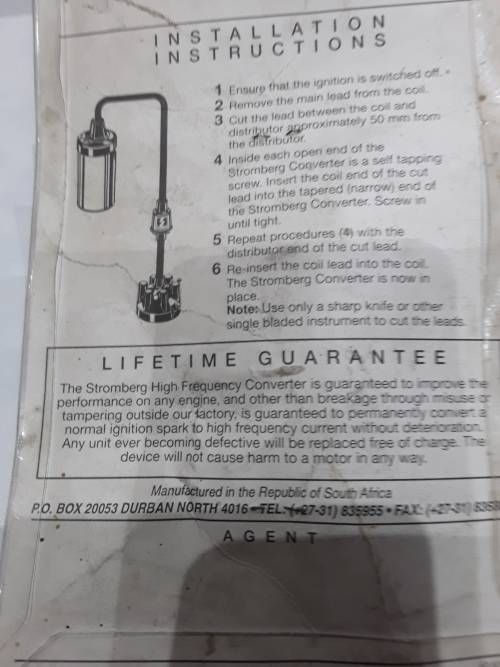 INSTALLATION
INSTRUCTIONS
1 Ensure that the ignition is switched off.
2 Remove the main lead from the coil.
3 Cut the lead between the coil and
distributor approximately 50 mm from
the distributor.
4 Inside each open end of the
Stromberg Converter is a self tapping
screw. Insert the coil end of the cut
lead into the tapered (narrow) end of
the Stromberg Converter. Screw in
until tight.
5 Repeat procedures (4) with the
distributor end of the cut lead.
6 Re-insert the coil lead into the coil.
The Stromberg Converter is now in
place.
Note: Use only a sharp knife or other
single bladed instrument to cut the leads.
LIFETIME GUARANTEE
The Stromberg High Frequency Converter is guaranteed to improve the
performance on any engine, and other than breakage through misuse or
tampering outside our factory, is guaranteed to permanently convert a
normal ignition spark to high frequency current without deterioration.
Any unit ever becoming defective will be replaced free of charge. The
device will not cause harm to a motor in any way.
Manufactured in the Republic of South Africa
P.O. BOX 20053 DURBAN NORTH 4016 • TEL: (+27-31) 835955 • FAX: (+27-31)
AGENT